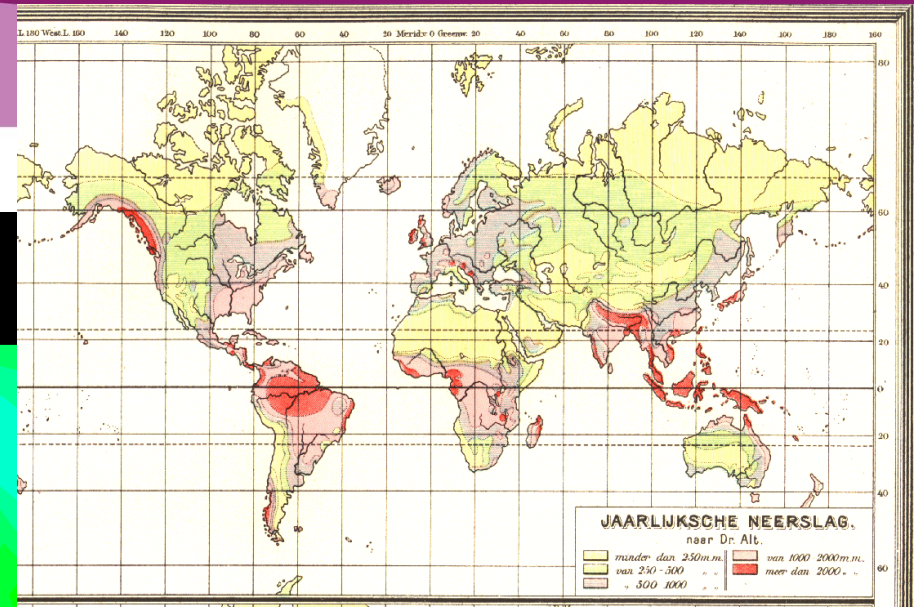 L. 180 West.L. 160 140 120 100 80 60 40 20 Merid. v 0 Greenw. 20 40 60 80 100 120 140 160 180 160
80
60
40
20
0
20
40
60
JAARLIJKSCHE NEERSLAG.
naar Dr. Alt.
minder dan 250 m.m.
van 250-500 „ „
„ 500 1000 „ „
van 1000 2000 m.m.
meer dan 2000 „ „